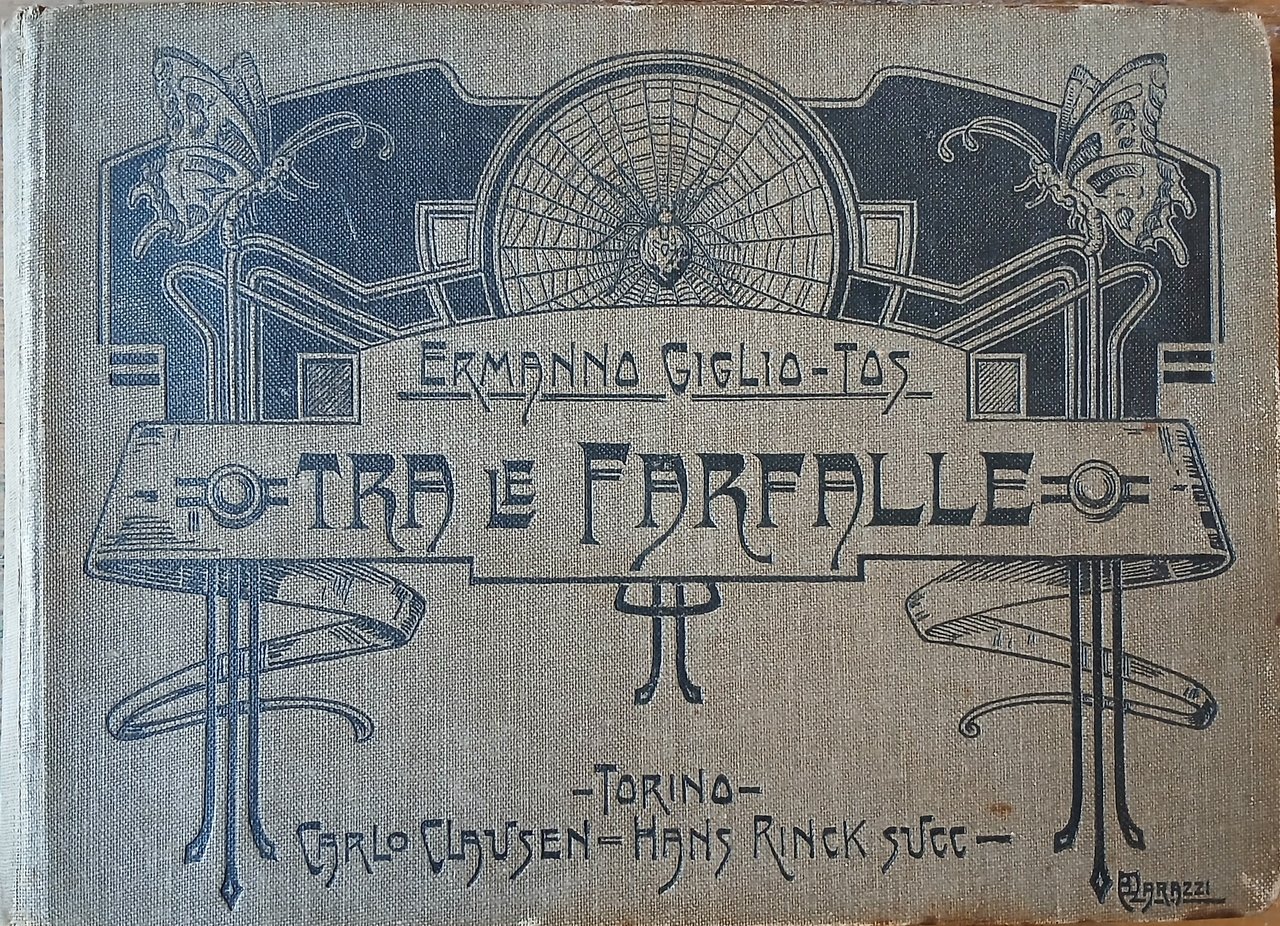 ERMANNO GIGLIO-TOS
TRA LE FARFALLE
-TORINO-
CARLO CLAUSEN=HANS RINCK SUCC-